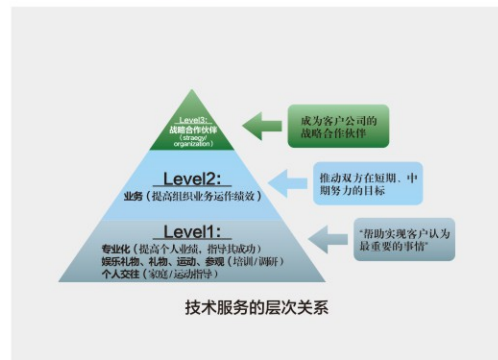 Level3:
战略合作伙伴
(straegy/
organization)
成为客户公司的
战略合作伙伴
Level2:
业务(提高组织业务运作绩效)
推动双方在短期、中
期努力的目标
Level1:
专业化(提高个人业绩,指导其成功)
娱乐礼物、礼物、运动、参观(培训/调研)
个人交往(家庭/运动指导)
“帮助实现客户认为
最重要的事情”
技术服务的层次关系